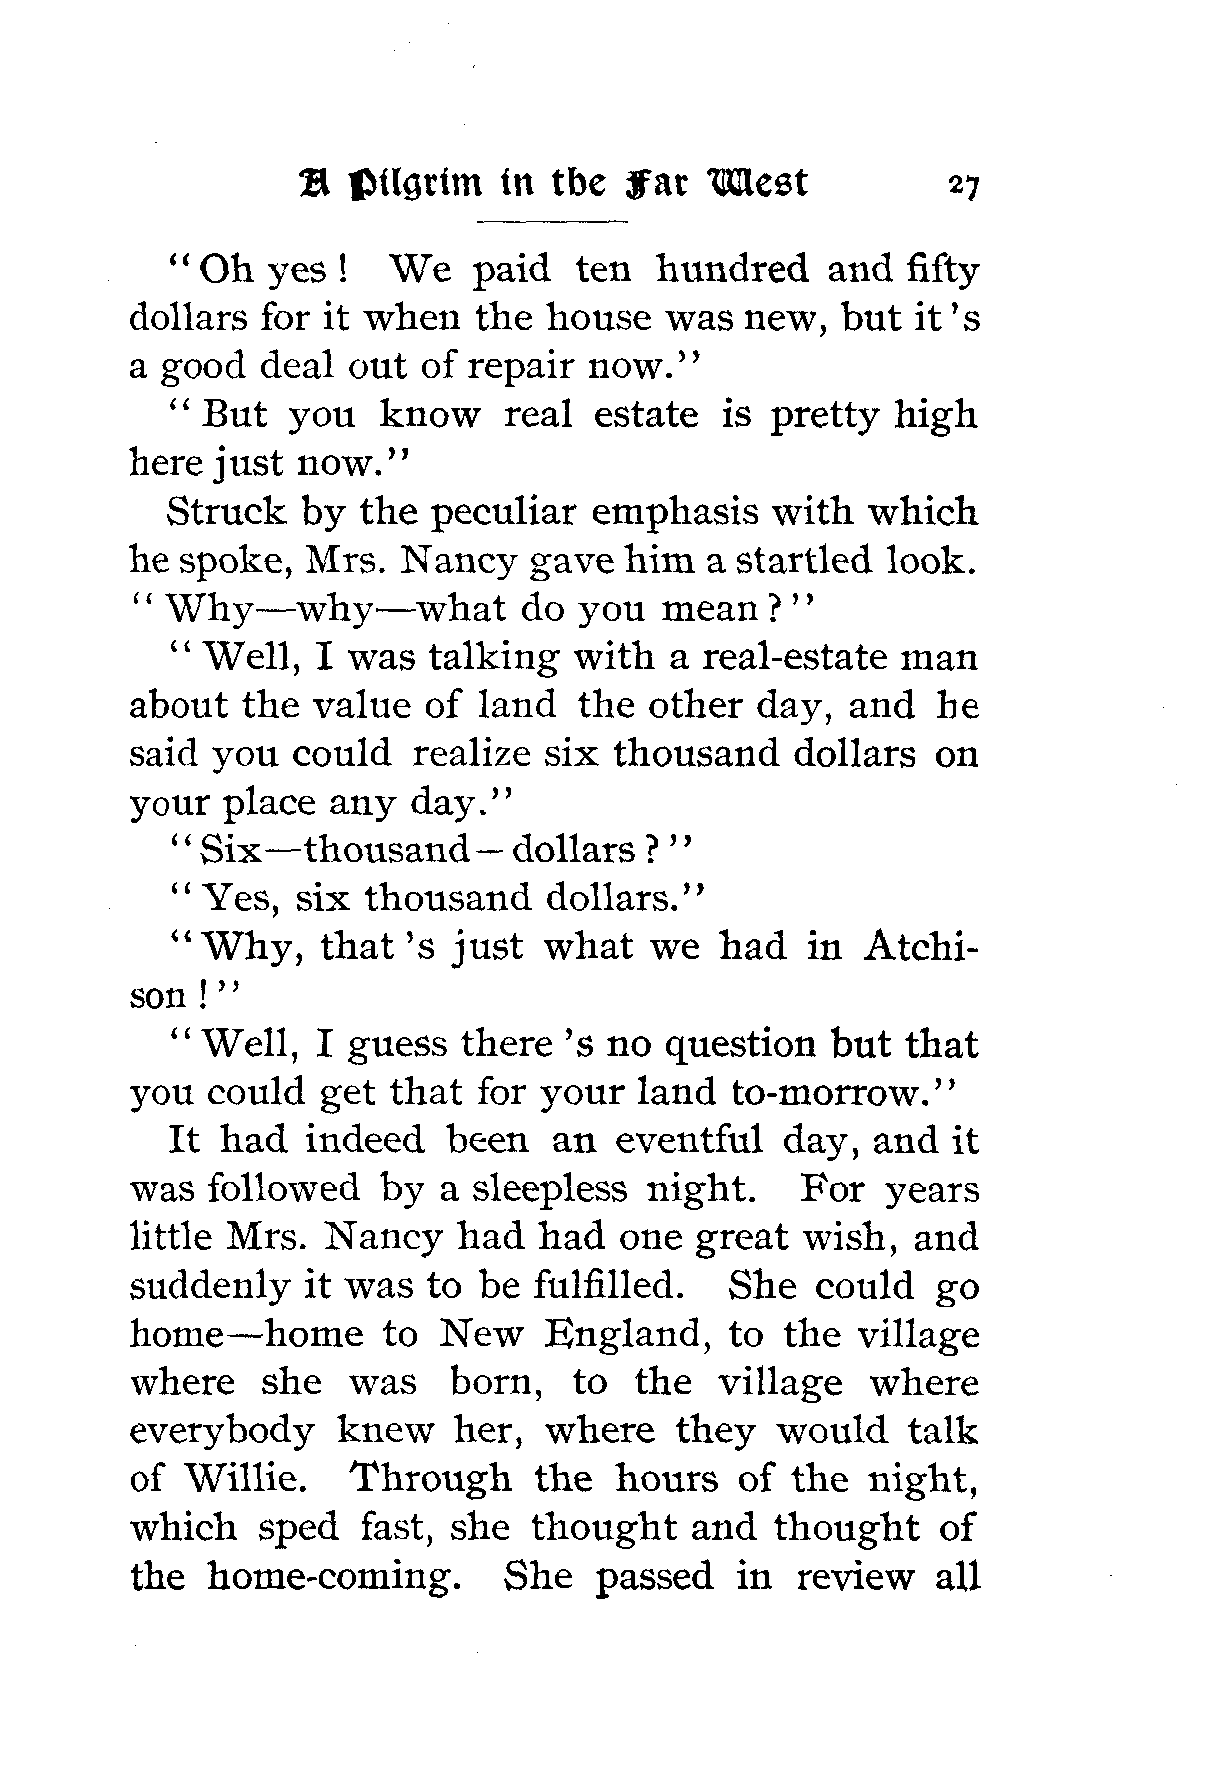 A Pilgrim in the Far West 27
"Oh yes! We paid ten hundred and fifty
dollars for it when the house was new, but it's
a good deal out of repair now."
"But you know real estate is pretty high
here just now."
Struck by the peculiar emphasis with which
he spoke, Mrs. Nancy gave him a startled look.
"Why—why—what do you mean?"
"Well, I was talking with a real-estate man
about the value of land the other day, and he
said you could realize six thousand dollars on
your place any day."
"Six—thousand—dollars?"
"Yes, six thousand dollars."
"Why, that's just what we had in Atchi-
son!"
"Well, I guess there's no question but that
you could get that for your land to-morrow."
It had indeed been an eventful day, and it
was followed by a sleepless night. For years
little Mrs. Nancy had had one great wish, and
suddenly it was to be fulfilled. She could go
home—home to New England, to the village
where she was born, to the village where
everybody knew her, where they would talk
of Willie. Through the hours of the night,
which sped fast, she thought and thought of
the home-coming. She passed in review all